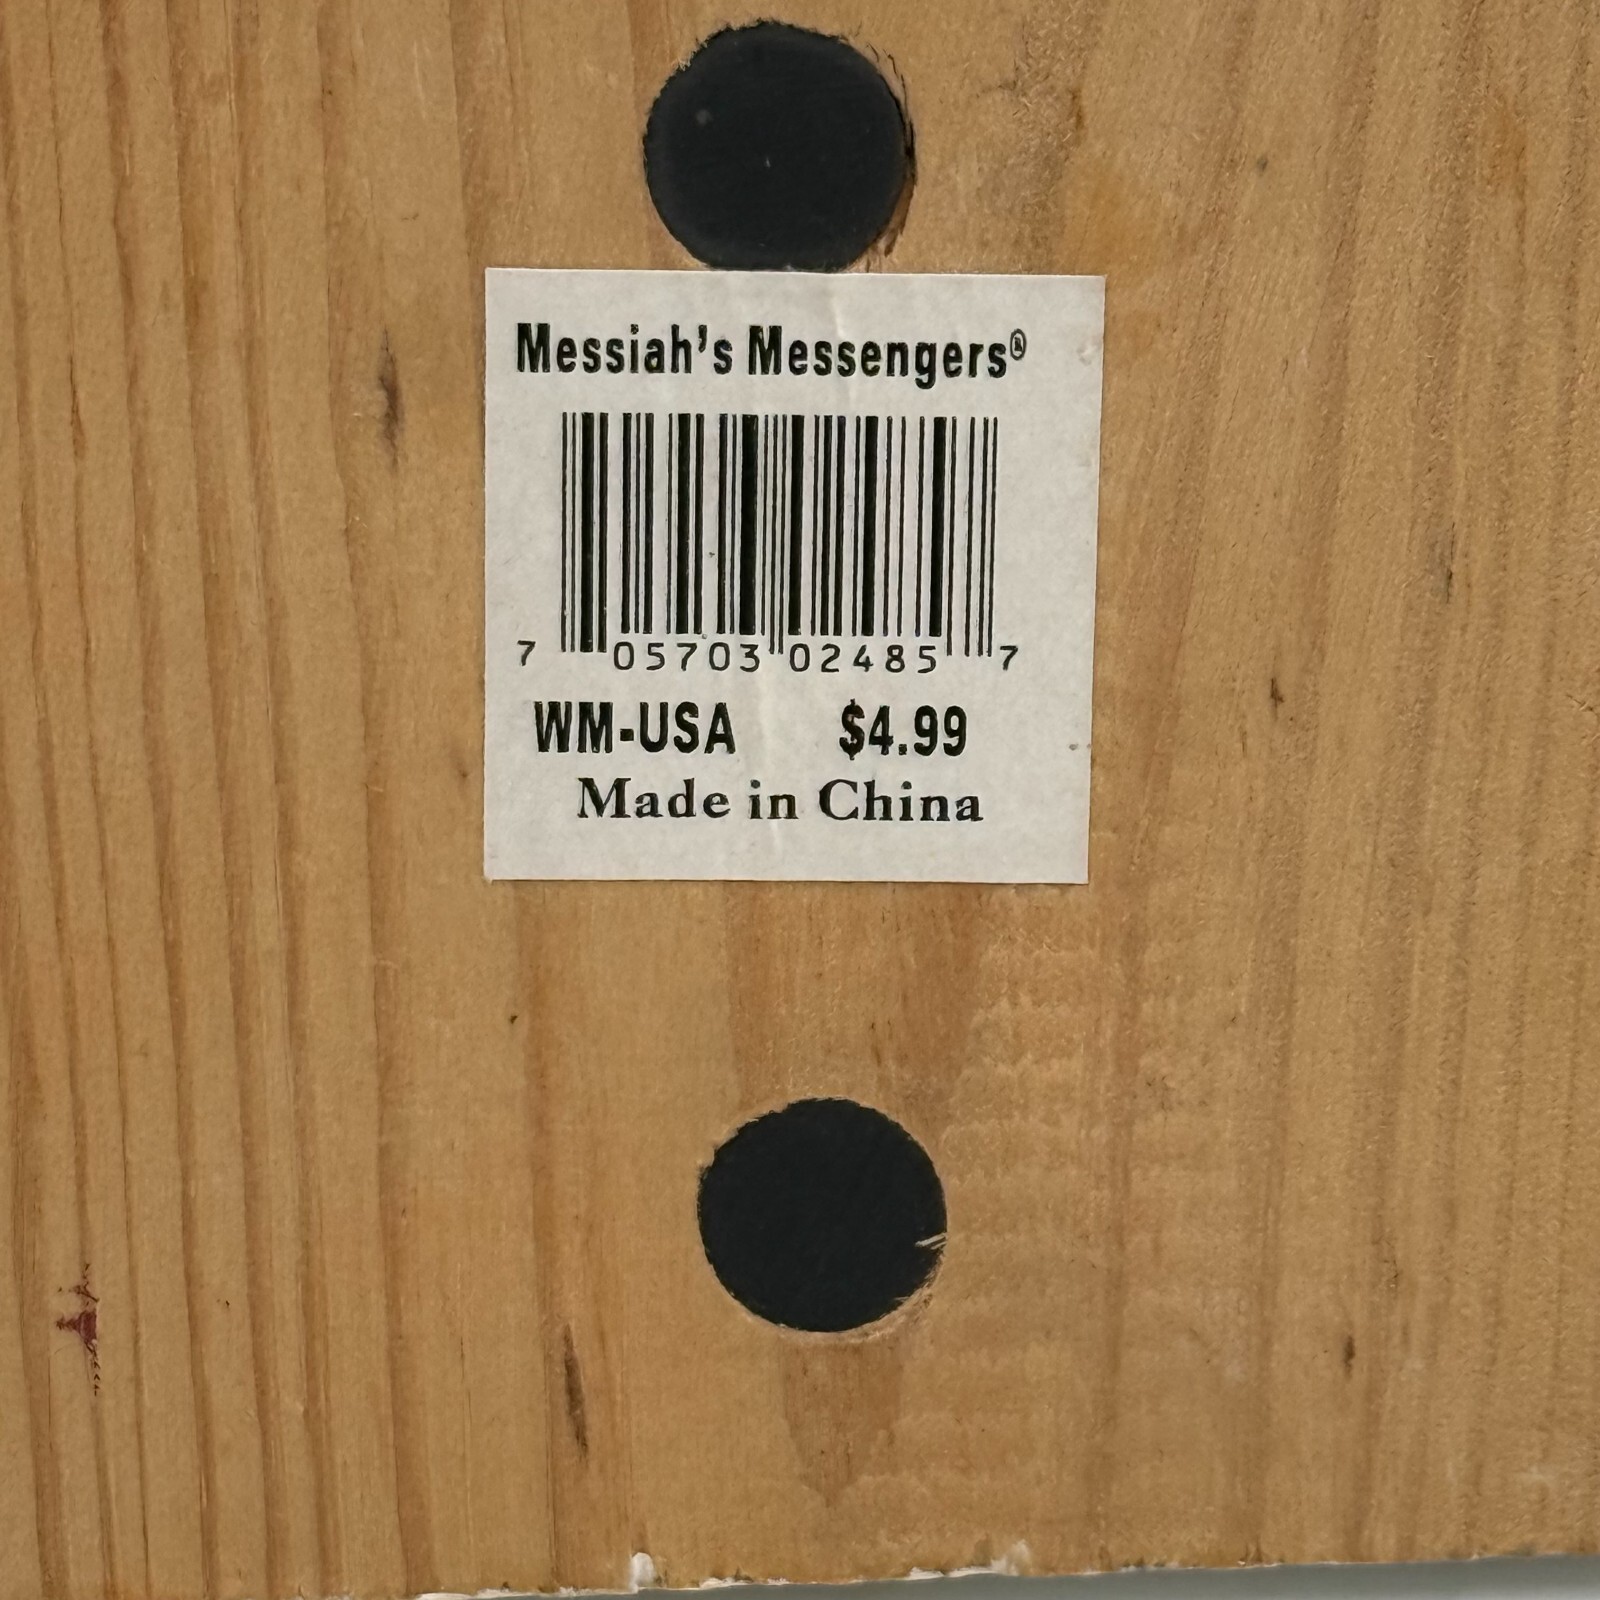 Messiah's Messengers®
7 05703 02485 7
WM-USA $4.99
Made in China